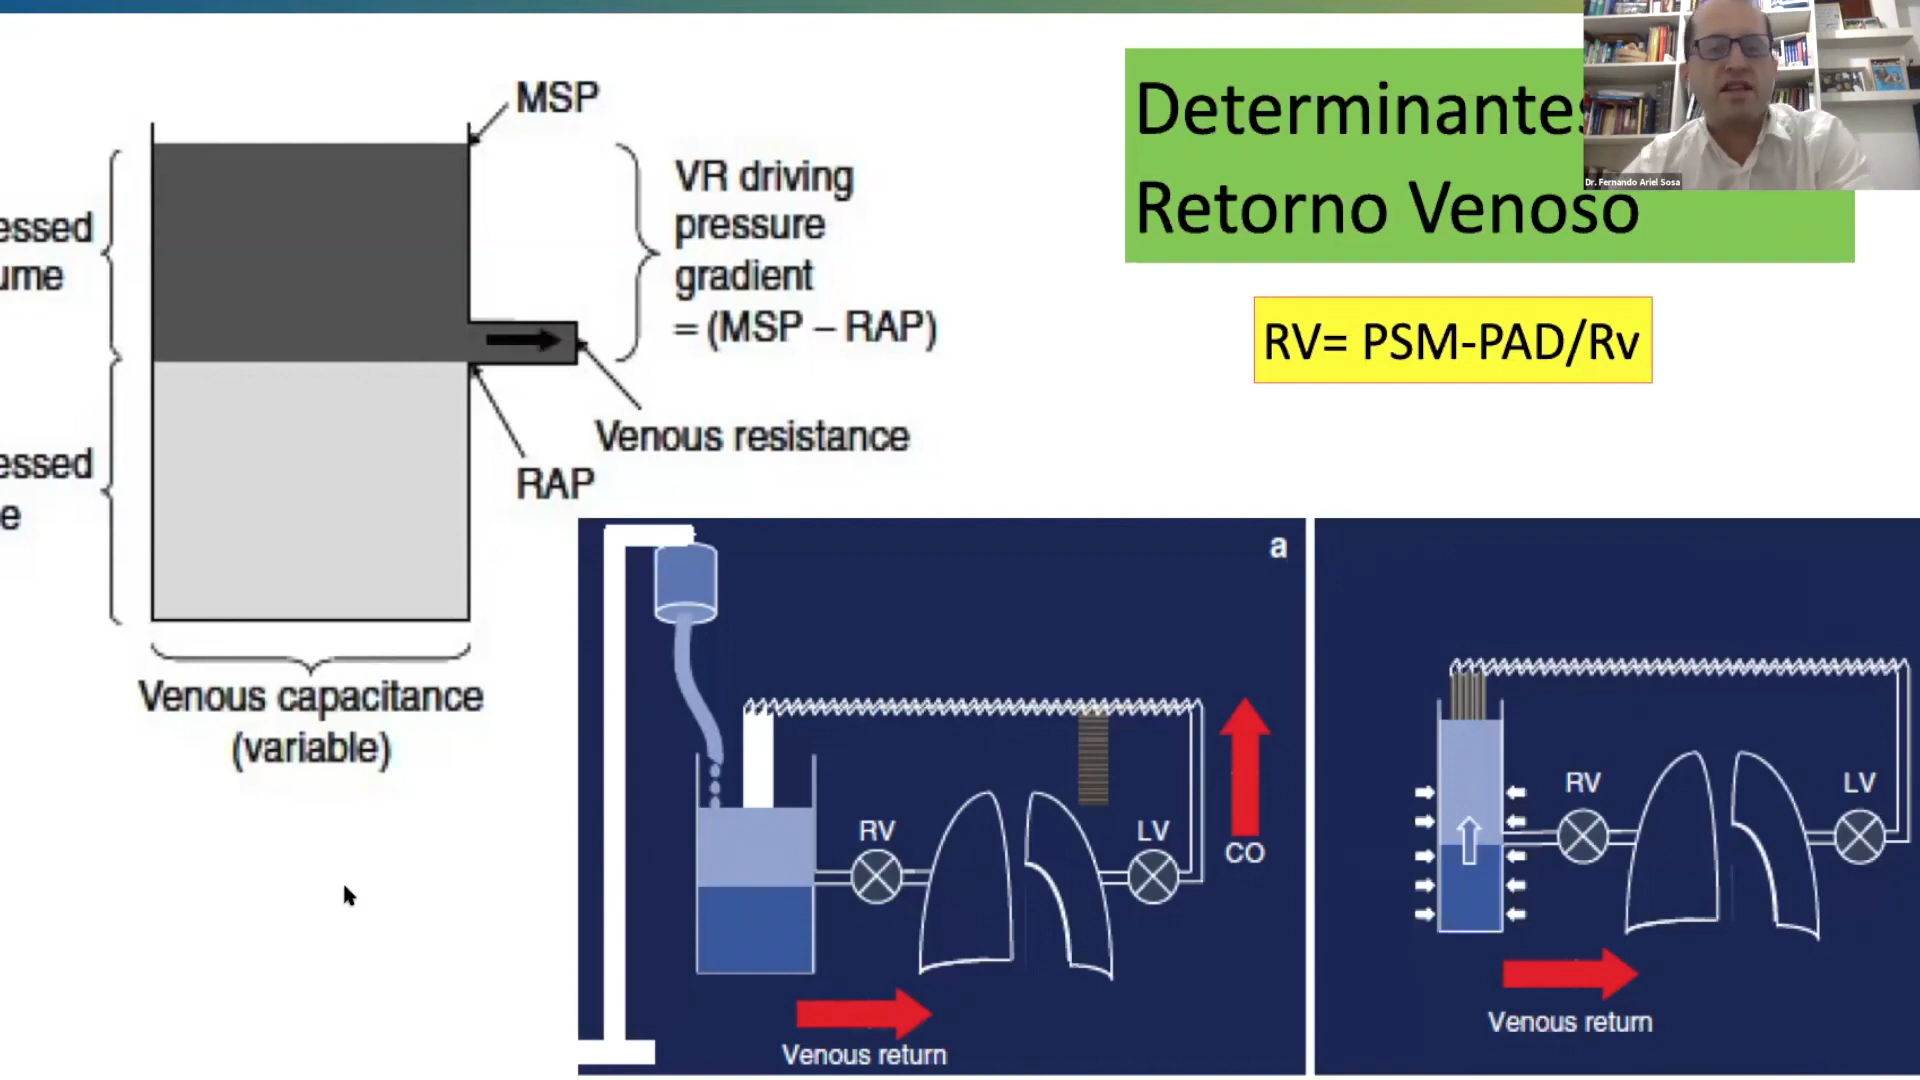 MSP
essed
ume
VR driving
pressure
gradient
= (MSP – RAP)
Venous resistance
RAP
essed
e
Venous capacitance
(variable)
Determinantes
Retorno Venoso
Dr. Fernando Ariel Sosa
RV= PSM-PAD/Rv
a
RV
LV
CO
Venous return
RV
LV
Venous return